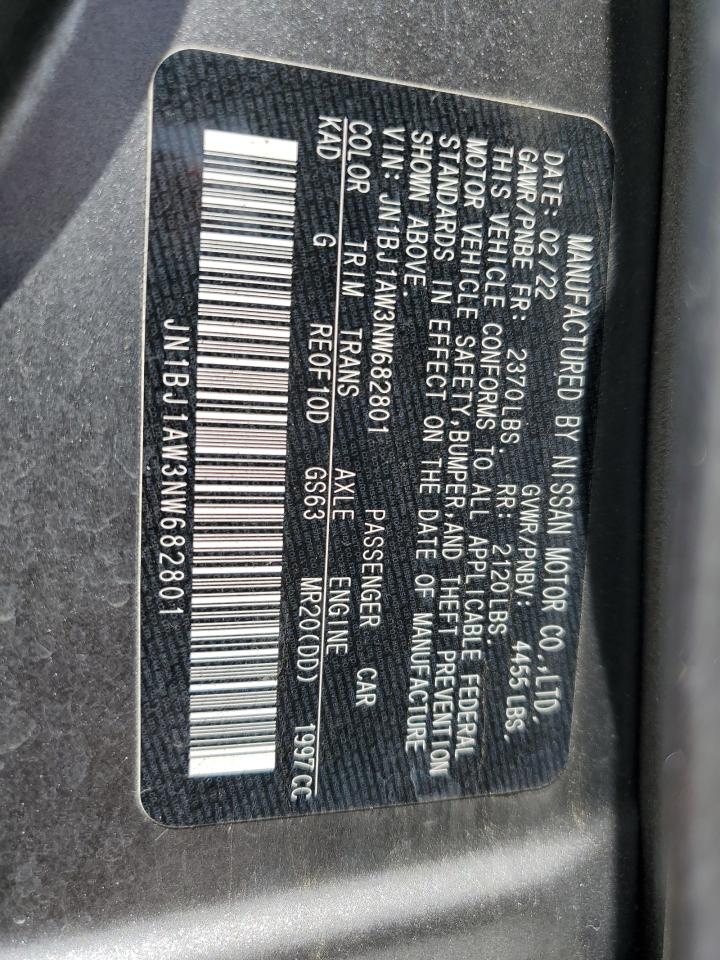 MANUFACTURED BY NISSAN MOTOR CO.,LTD.
DATE: 02/22 GVWR/PNBV: 4455 LBS,
GAWR/PNBE FR: 2370LBS. RR: 2120LBS.
THIS VEHICLE CONFORMS TO ALL APPLICABLE FEDERAL
MOTOR VEHICLE SAFETY,BUMPER,AND THEFT PREVENTION
STANDARDS IN EFFECT ON THE DATE OF MANUFACTURE
SHOWN ABOVE.
VIN: JN1BJ1AW3NW682801 PASSENGER CAR
COLOR TRIM TRANS AXLE ENGINE
KAD G REOF10D GS63 MR20(DD) 1997CC
JN1BJ1AW3NW682801